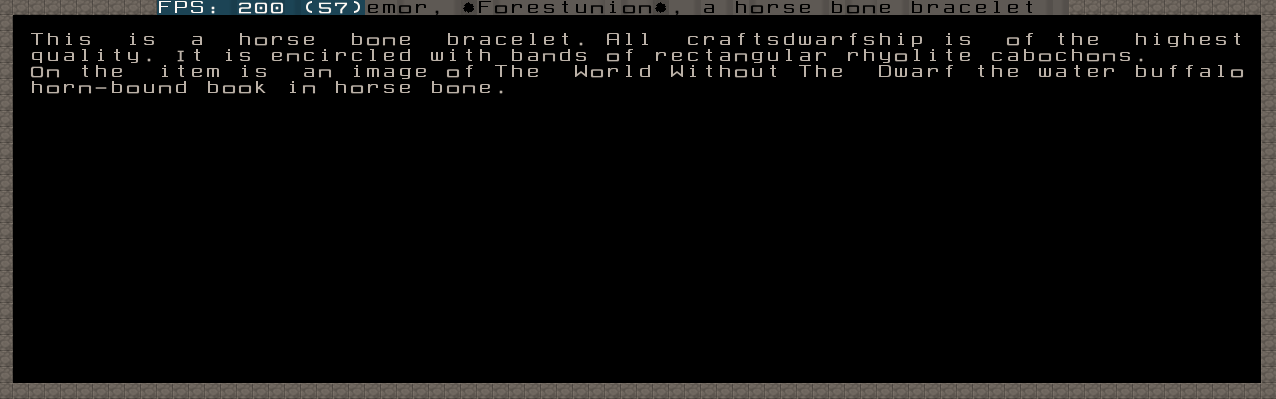 FPS: 200 (57)emor, ☼Forestunion☼, a horse bone bracelet
This is a horse bone bracelet. All craftsdwarfship is of the highest
quality. It is encircled with bands of rectangular rhyolite cabochons.
On the item is an image of The World Without The Dwarf the water buffalo
horn-bound book in horse bone.